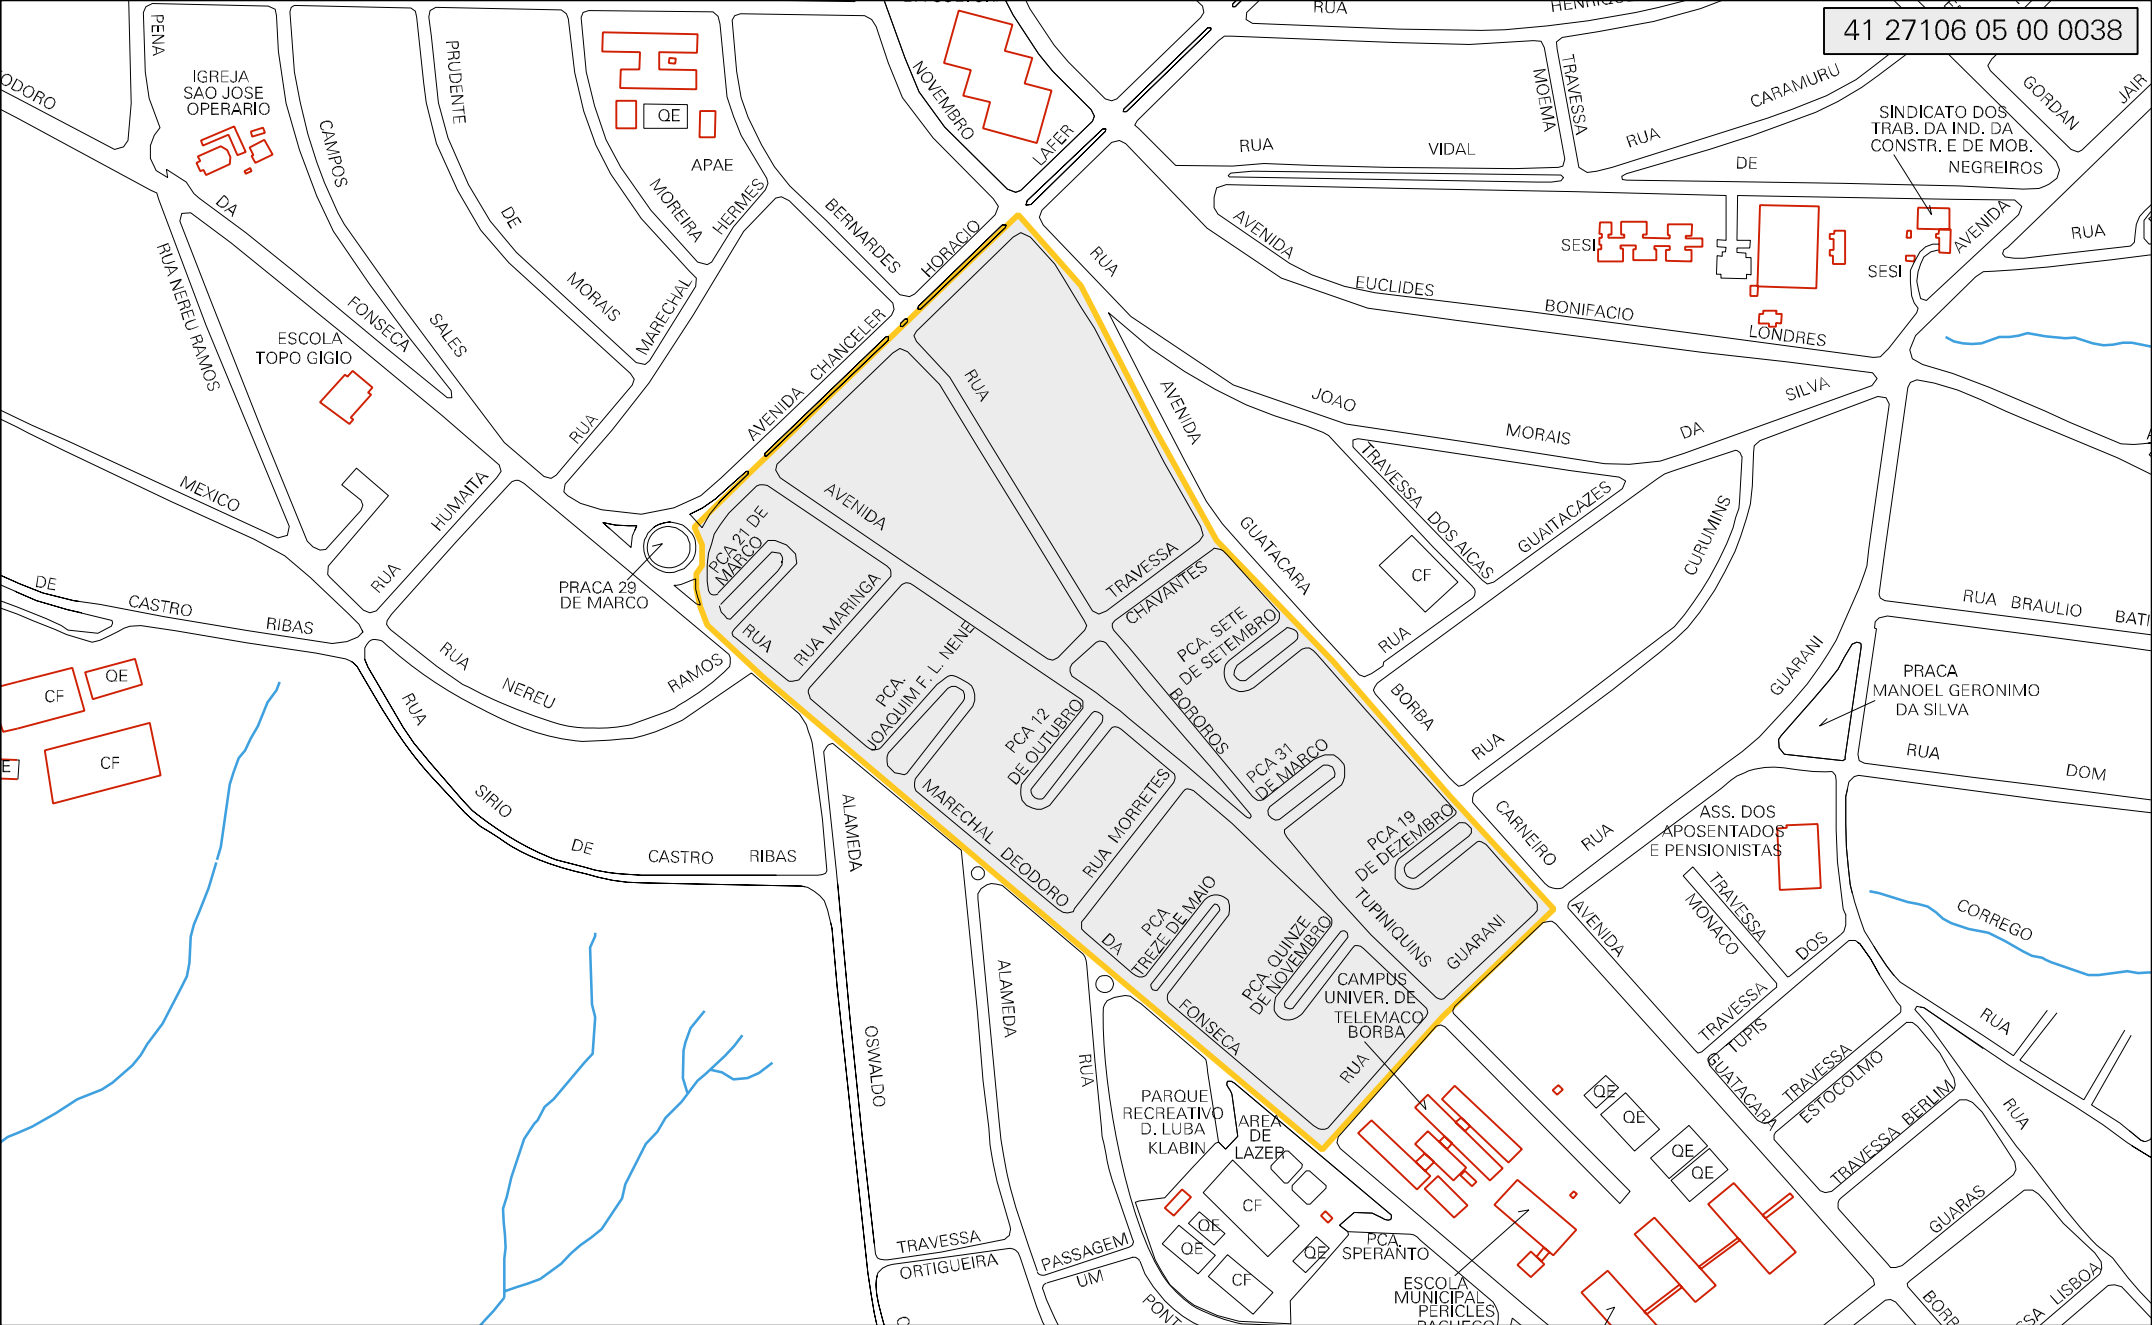 41 27106 05 00 0038
RUA
PENA
ODORO
IGREJA
SAO JOSE
OPERARIO
CAMPOS
PRUDENTE
QE
APAE
NOVEMBRO
LAFER
RUA
VIDAL
MOEMA
TRAVESSA
CARAMURU
RUA
GORDAN
JAIR
SINDICATO DOS
TRAB. DA IND. DA
CONSTR. E DE MOB.
NEGREIROS
DE
DA
DE
MOREIRA
HERMES
BERNARDES
HORACIO
RUA
AVENIDA
EUCLIDES
BONIFACIO
LONDRES
SESI
SESI
AVENIDA
RUA
RUA NEREU RAMOS
FONSECA
SALES
MORAIS
MARECHAL
ESCOLA
TOPO GIGIO
AVENIDA
CHANCELER
RUA
RUA
AVENIDA
JOAO
MORAIS
DA
SILVA
MEXICO
HUMAITA
RUA
AVENIDA
TRAVESSA DOS AICAS
GUAITACAZES
CURUMINS
PCA 21 DE
MARCO
PRACA 29
DE MARCO
RUA
RUA MARINGA
TRAVESSA
CHAVANTES
GUATACARA
CF
RUA
DE
CASTRO
RIBAS
RUA
NEREU
RAMOS
PCA. SETE
DE SETEMBRO
RUA BRAULIO
BATI
GUARANI
PRACA
MANOEL GERONIMO
DA SILVA
CF
QE
CF
E
RUA
SIRIO
DE
CASTRO
RIBAS
PCA.
JOAQUIM F. L. NENE
PCA 12
DE OUTUBRO
BOROROS
BORBA
RUA
RUA
DOM
PCA 31
DE MARCO
MARECHAL
DEODORO
RUA MORRETES
PCA 19
DE DEZEMBRO
CARNEIRO
RUA
ASS. DOS
APOSENTADOS
E PENSIONISTAS
ALAMEDA
OSWALDO
ALAMEDA
RUA
DA
FONSECA
PCA
TREZE DE MAIO
PCA. QUINZE
DE NOVEMBRO
TUPINIQUINS
GUARANI
RUA
CAMPUS
UNIVER. DE
TELEMACO
BORBA
AVENIDA
TRAVESSA
MONACO
DOS
CORREGO
TRAVESSA
TUPIS
GUATACARA
TRAVESSA
ESTOCOLMO
TRAVESSA BERLIM
RUA
RUA
PARQUE
RECREATIVO
D. LUBA
KLABIN
AREA
DE
LAZER
QE
QE
QE
QE
CF
QE
QE
QE
CF
PCA.
SPERANTO
TRAVESSA
ORTIGUEIRA
PASSAGEM
UM
PONT
ESCOLA
MUNICIPAL
PERICLES
PACHECO
GUARAS
BORB
SSA LISBOA